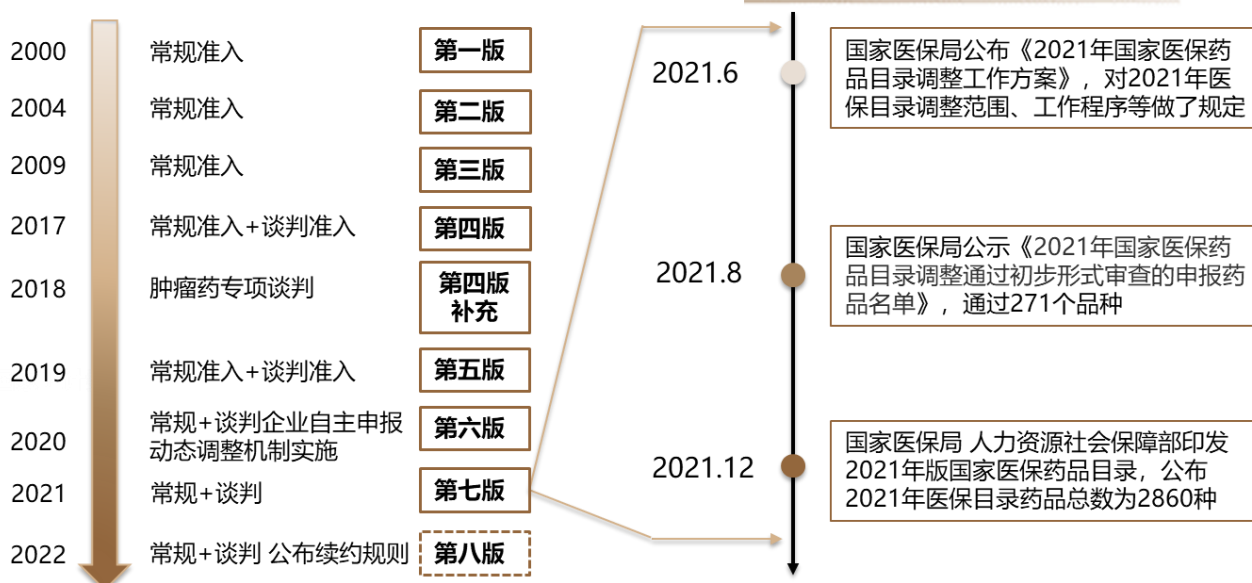 2000 常规准入 第一版
2004 常规准入 第二版
2009 常规准入 第三版
2017 常规准入+谈判准入 第四版
2018 肿瘤药专项谈判 第四版
补充
2019 常规准入+谈判准入 第五版
2020 常规+谈判企业自主申报
动态调整机制实施 第六版
2021 常规+谈判 第七版
2022 常规+谈判 公布续约规则 第八版
2021.6
国家医保局公布《2021年国家医保药
品目录调整工作方案》，对2021年医
保目录调整范围、工作程序等做了规定
2021.8
国家医保局公示《2021年国家医保药
品目录调整通过初步形式审查的申报药
品名单》，通过271个品种
2021.12
国家医保局 人力资源社会保障部印发
2021年版国家医保药品目录，公布
2021年医保目录药品总数为2860种